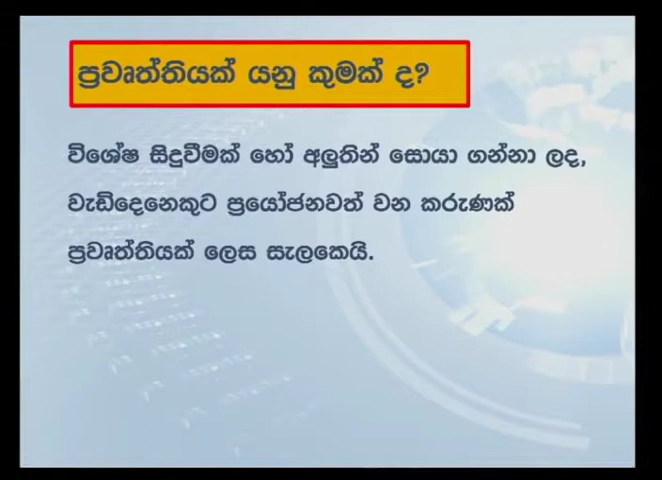 ප්‍රවෘත්තියක් යනු කුමක් ද?
විශේෂ සිදුවීමක් හෝ අලුතින් සොයා ගන්නා ලද,
වැඩිදෙනෙකුට ප්‍රයෝජනවත් වන කරුණක්
ප්‍රවෘත්තියක් ලෙස සැලකෙයි.